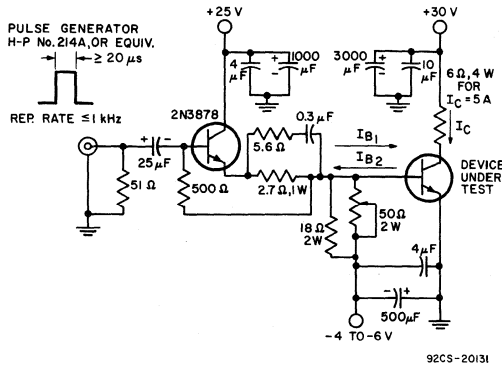 +25 V
+30 V
PULSE GENERATOR
H-P No. 214A, OR EQUIV.
≥ 20 μs
REP. RATE ≤ 1 kHz
4
μF
+
-
1000
μF
3000
μF
+
-
10
μF
6 Ω, 4 W
FOR
IC = 5 A
IC
2N3878
0.3 μF
5.6 Ω
IB1
IB2
+ -
25 μF
51 Ω
500 Ω
2.7 Ω, 1 W
DEVICE
UNDER
TEST
18 Ω
2 W
50 Ω
2 W
4 μF
- +
500 μF
-4 TO -6 V
92CS-20131